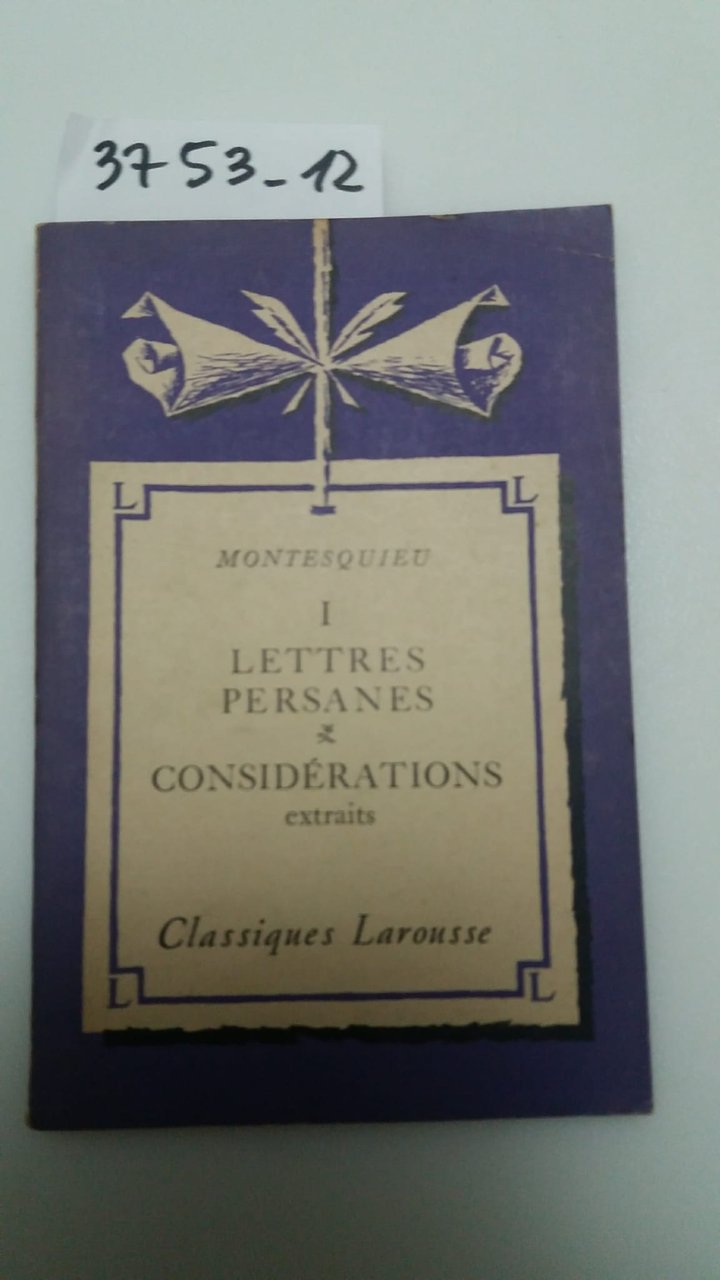 3753-12
L L
MONTESQUIEU
I
LETTRES
PERSANES
&
CONSIDÉRATIONS
extraits
Classiques Larousse
L L